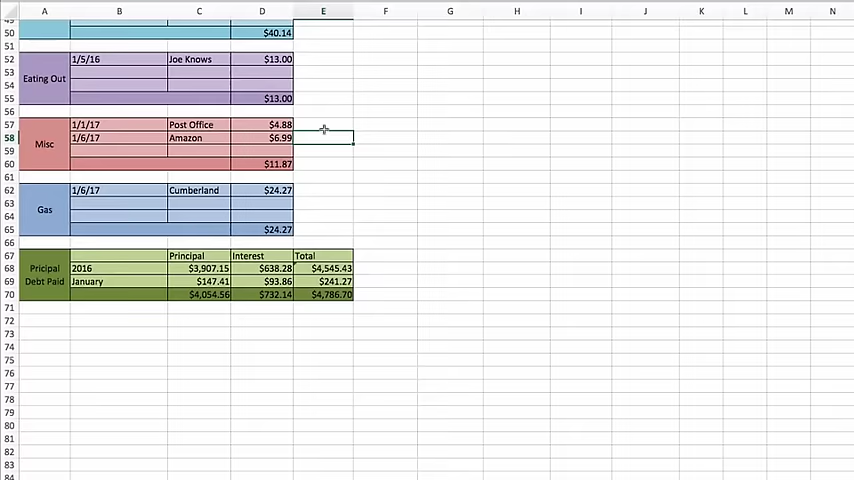 A B C D E F G H I J K L M N
50 $40.14
51
52 1/5/16 Joe Knows $13.00
53
Eating Out
54
55 $13.00
56
57 1/1/17 Post Office $4.88
58 1/6/17 Amazon $6.99
Misc
59
60 $11.87
61
62 1/6/17 Cumberland $24.27
63
Gas
64
65 $24.27
66
67 Principal Interest Total
68 Pricipal 2016 $3,907.15 $638.28 $4,545.43
69 Debt Paid January $147.41 $93.86 $241.27
70 $4,054.56 $732.14 $4,786.70
71
72
73
74
75
76
77
78
79
80
81
82
83
84